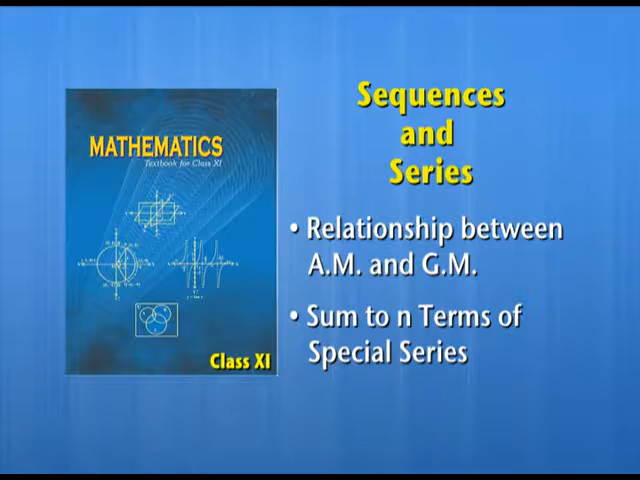 MATHEMATICS
Textbook for Class XI
Class XI
Sequences
and
Series
• Relationship between
A.M. and G.M.
• Sum to n Terms of
Special Series